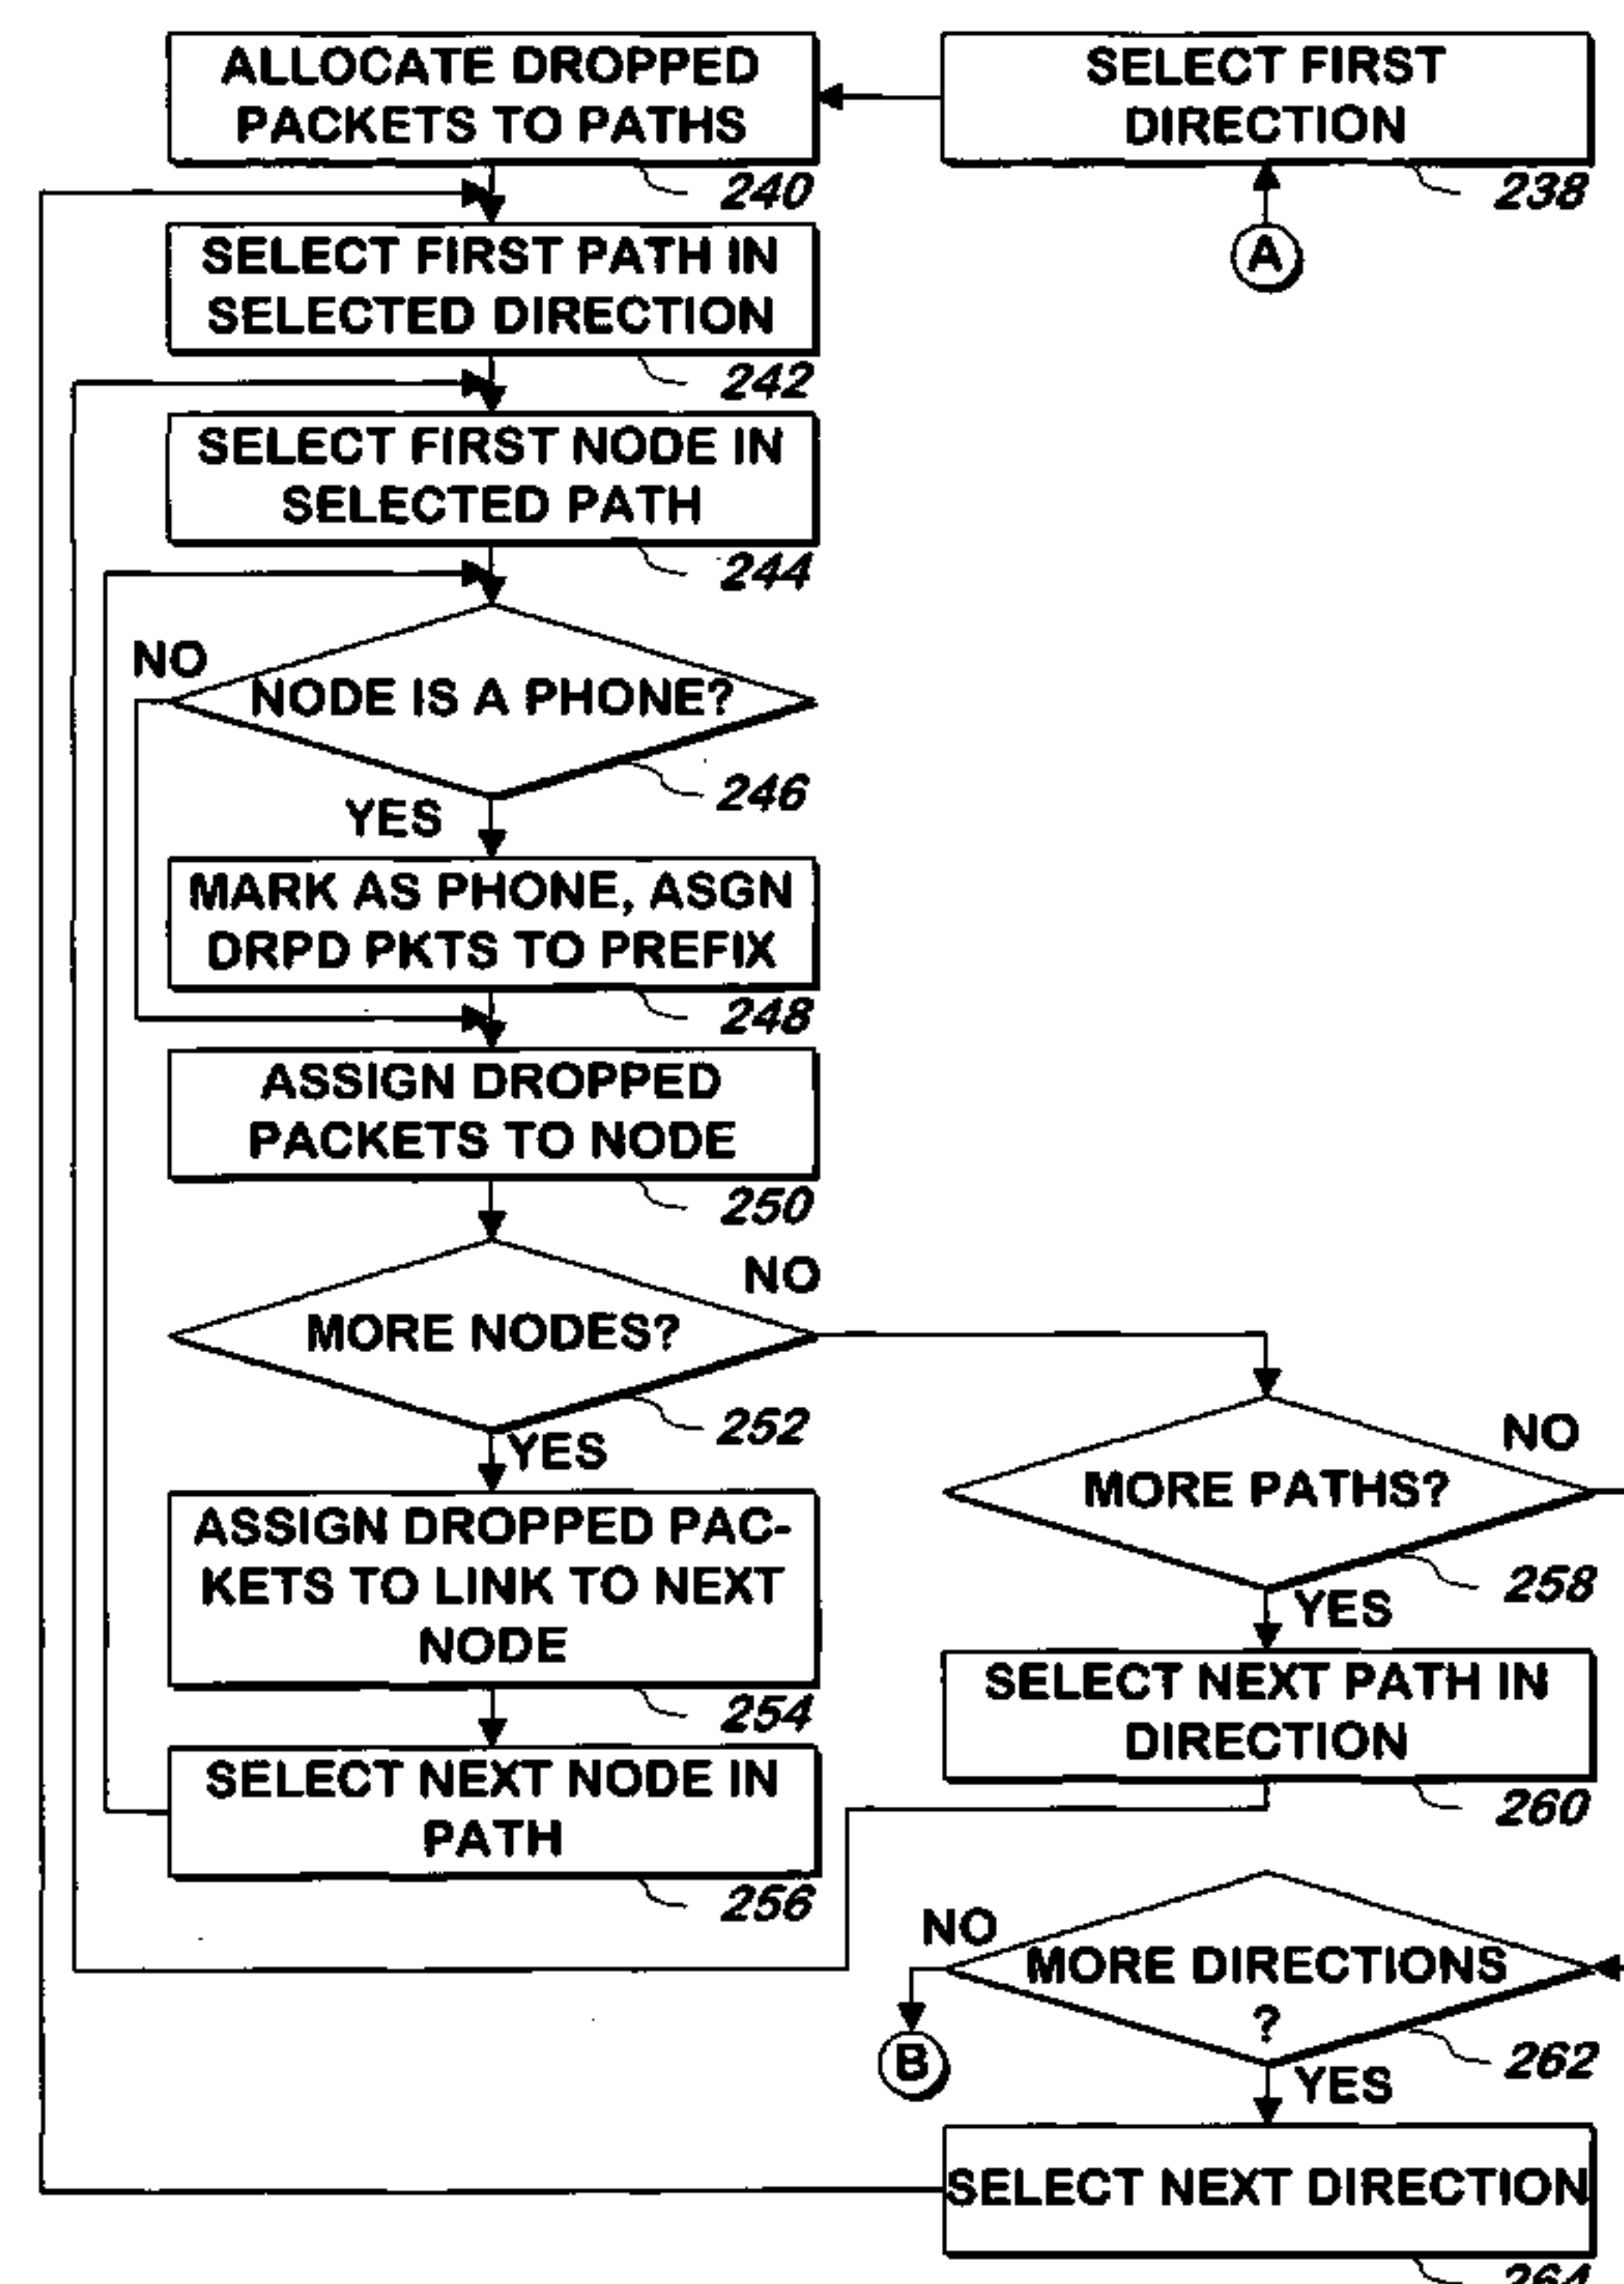 ALLOCATE DROPPED
PACKETS TO PATHS
240
SELECT FIRST
DIRECTION
238
A
SELECT FIRST PATH IN
SELECTED DIRECTION
242
SELECT FIRST NODE IN
SELECTED PATH
244
NO
NODE IS A PHONE?
246
YES
MARK AS PHONE, ASGN
DRPD PKTS TO PREFIX
248
ASSIGN DROPPED
PACKETS TO NODE
250
NO
MORE NODES?
252
YES
ASSIGN DROPPED PAC-
KETS TO LINK TO NEXT
NODE
254
SELECT NEXT NODE IN
PATH
256
NO
MORE PATHS?
258
YES
SELECT NEXT PATH IN
DIRECTION
260
NO
MORE DIRECTIONS
?
262
B
YES
SELECT NEXT DIRECTION
264